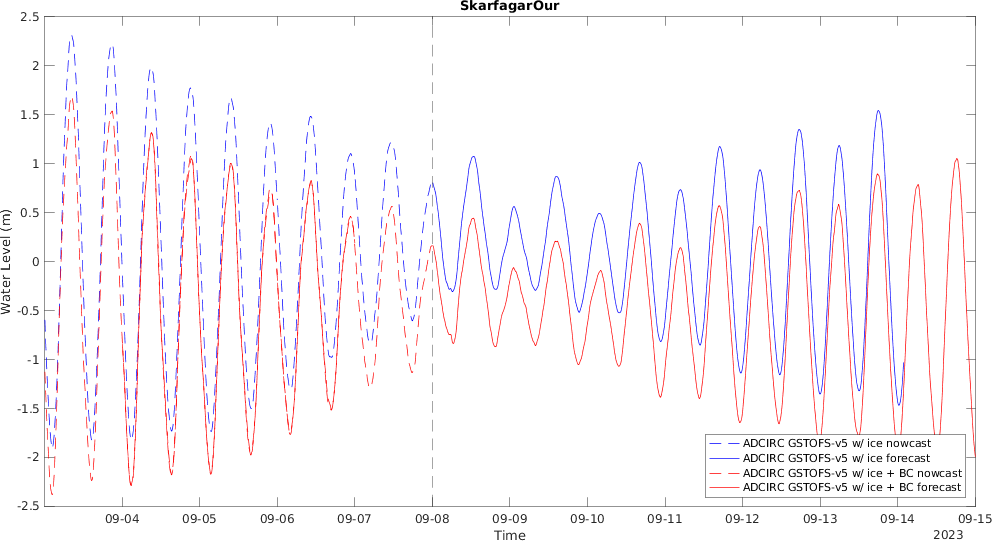 SkarfagarOur
2.5
2
1.5
1
0.5
0
-0.5
-1
-1.5
-2
-2.5
Water Level (m)
09-04 09-05 09-06 09-07 09-08 09-09 09-10 09-11 09-12 09-13 09-14 09-15
Time
2023
ADCIRC GSTOFS-v5 w/ ice nowcast
ADCIRC GSTOFS-v5 w/ ice forecast
ADCIRC GSTOFS-v5 w/ ice + BC nowcast
ADCIRC GSTOFS-v5 w/ ice + BC forecast